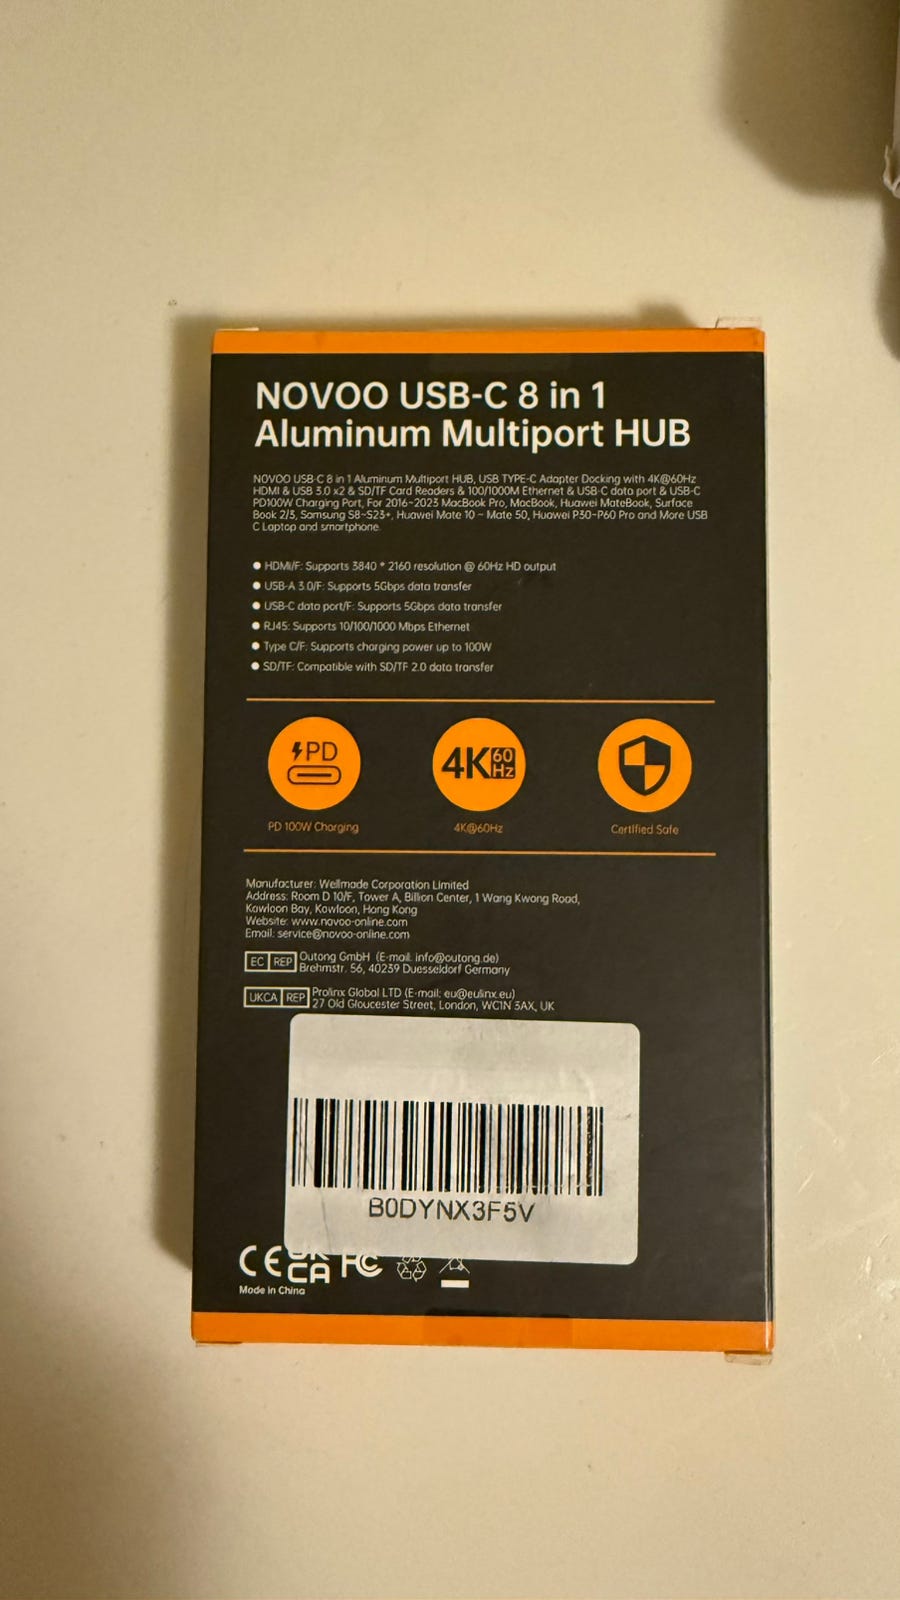 NOVOO USB-C 8 in 1
Aluminum Multiport HUB
NOVOO USB-C 8 in 1 Aluminum Multiport HUB, USB TYPE-C Adapter Docking with 4K@60Hz
HDMI & USB 3.0 x2 & SD/TF Card Readers & 100/1000M Ethernet & USB-C data port & USB-C
PD100W Charging Port, For 2016~2023 MacBook Pro, MacBook, Huawei MateBook, Surface
Book 2/3, Samsung S8~S23+, Huawei Mate 10 ~ Mate 50, Huawei P30-P60 Pro and More USB
C Laptop and smartphone.
● HDMI/F: Supports 3840 * 2160 resolution @ 60Hz HD output
● USB-A 3.0/F: Supports 5Gbps data transfer
● USB-C data port/F: Supports 5Gbps data transfer
● RJ45: Supports 10/100/1000 Mbps Ethernet
● Type C/F: Supports charging power up to 100W
● SD/TF: Compatible with SD/TF 2.0 data transfer
PD
4K 60 Hz
PD 100W Charging
4K@60Hz
Certified Safe
Manufacturer: Wellmade Corporation Limited
Address: Room D 10/F, Tower A, Billion Center, 1 Wang Kwong Road,
Kowloon Bay, Kowloon, Hong Kong
Website: www.novoo-online.com
Email: service@novoo-online.com
EC REP Outong GmbH (E-mail: info@outong.de)
Brehmstr. 56, 40239 Duesseldorf Germany
UKCA REP Prolinx Global LTD (E-mail: eu@eulinx.eu)
27 Old Gloucester Street, London, WC1N 3AX, UK
B0DYNX3F5V
CE UK CA FC
Made in China